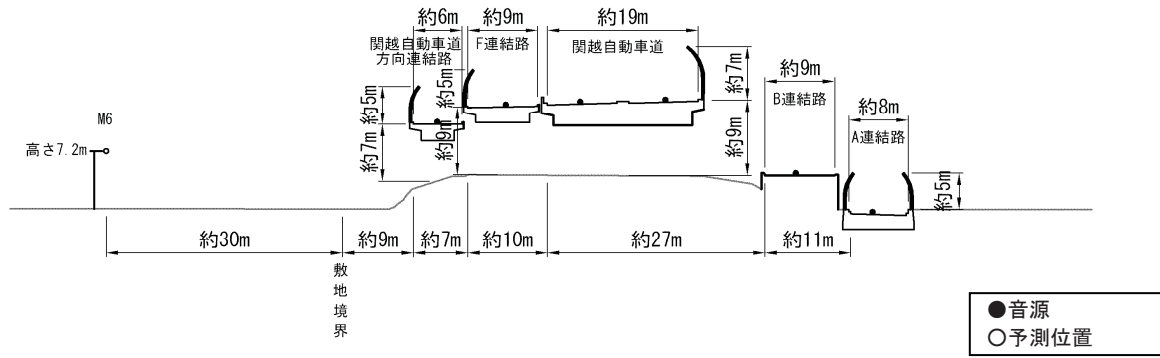 約6m
約9m
約19m
関越自動車道
方向連結路
F連結路
関越自動車道
約5m
約7m
約5m
約9m
約7m
約9m
約9m
B連結路
約8m
A連結路
約5m
M6
高さ7.2m
約30m
約9m
約7m
約10m
約27m
約11m
敷地境界
●音源
○予測位置